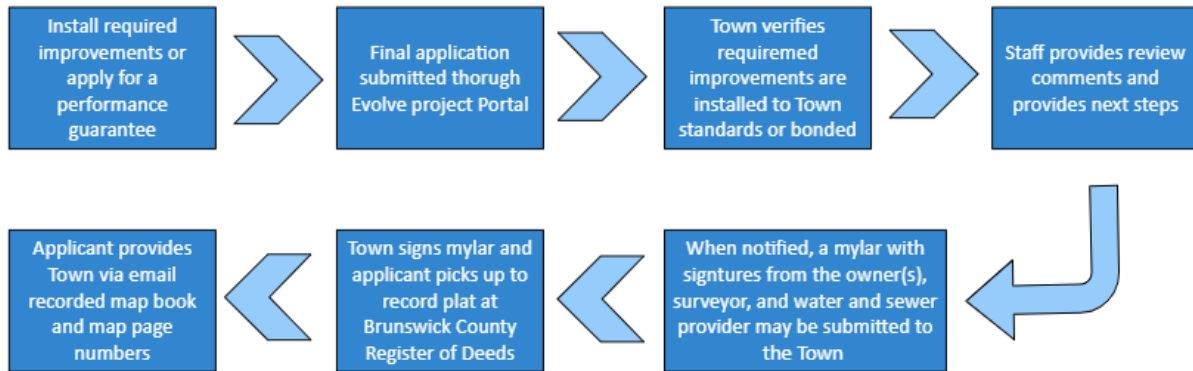 Install required
improvements or
apply for a
performance
guarantee
Final application
submitted thorugh
Evolve project Portal
Town verifies
requiremed
improvements are
installed to Town
standards or bonded
Staff provides review
comments and
provides next steps
When notified, a mylar with
signtures from the owner(s),
surveyor, and water and sewer
provider may be submitted to
the Town
Town signs mylar and
applicant picks up to
record plat at
Brunswick County
Register of Deeds
Applicant provides
Town via email
recorded map book
and map page
numbers